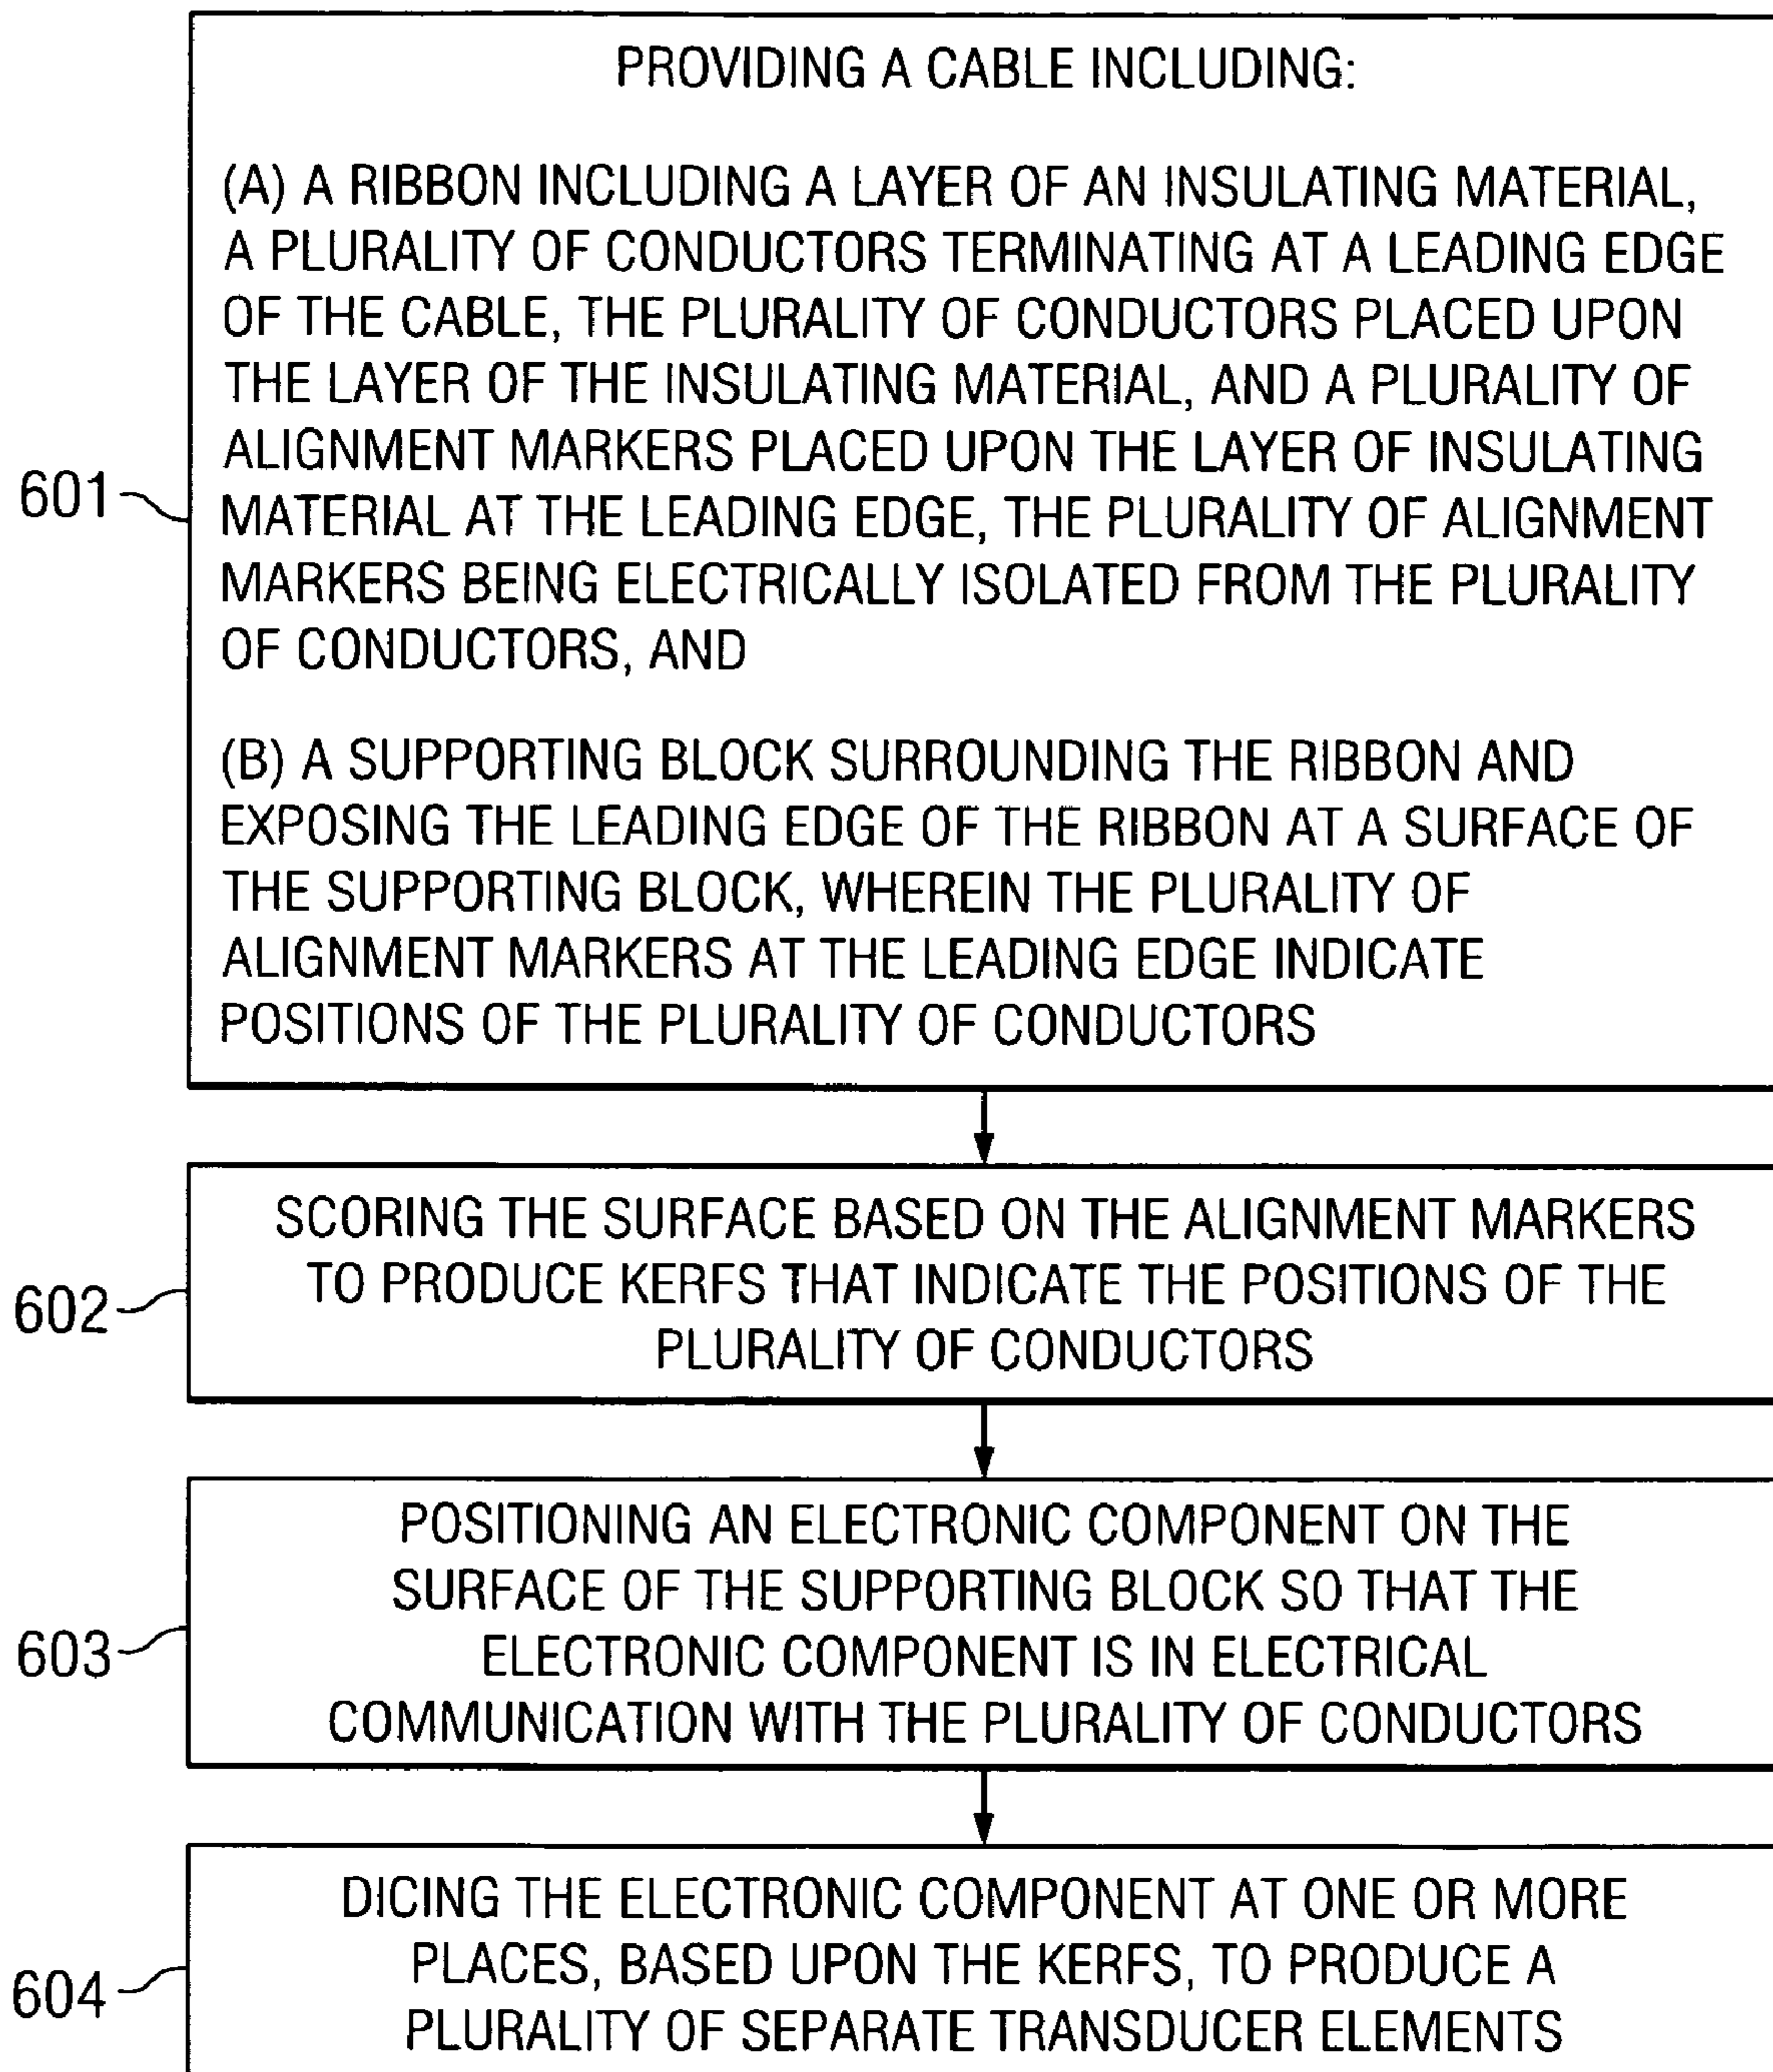 PROVIDING A CABLE INCLUDING:
(A) A RIBBON INCLUDING A LAYER OF AN INSULATING MATERIAL,
A PLURALITY OF CONDUCTORS TERMINATING AT A LEADING EDGE
OF THE CABLE, THE PLURALITY OF CONDUCTORS PLACED UPON
THE LAYER OF THE INSULATING MATERIAL, AND A PLURALITY OF
ALIGNMENT MARKERS PLACED UPON THE LAYER OF INSULATING
MATERIAL AT THE LEADING EDGE, THE PLURALITY OF ALIGNMENT
MARKERS BEING ELECTRICALLY ISOLATED FROM THE PLURALITY
OF CONDUCTORS, AND
(B) A SUPPORTING BLOCK SURROUNDING THE RIBBON AND
EXPOSING THE LEADING EDGE OF THE RIBBON AT A SURFACE OF
THE SUPPORTING BLOCK, WHEREIN THE PLURALITY OF
ALIGNMENT MARKERS AT THE LEADING EDGE INDICATE
POSITIONS OF THE PLURALITY OF CONDUCTORS
601
SCORING THE SURFACE BASED ON THE ALIGNMENT MARKERS
TO PRODUCE KERFS THAT INDICATE THE POSITIONS OF THE
PLURALITY OF CONDUCTORS
602
POSITIONING AN ELECTRONIC COMPONENT ON THE
SURFACE OF THE SUPPORTING BLOCK SO THAT THE
ELECTRONIC COMPONENT IS IN ELECTRICAL
COMMUNICATION WITH THE PLURALITY OF CONDUCTORS
603
DICING THE ELECTRONIC COMPONENT AT ONE OR MORE
PLACES, BASED UPON THE KERFS, TO PRODUCE A
PLURALITY OF SEPARATE TRANSDUCER ELEMENTS
604